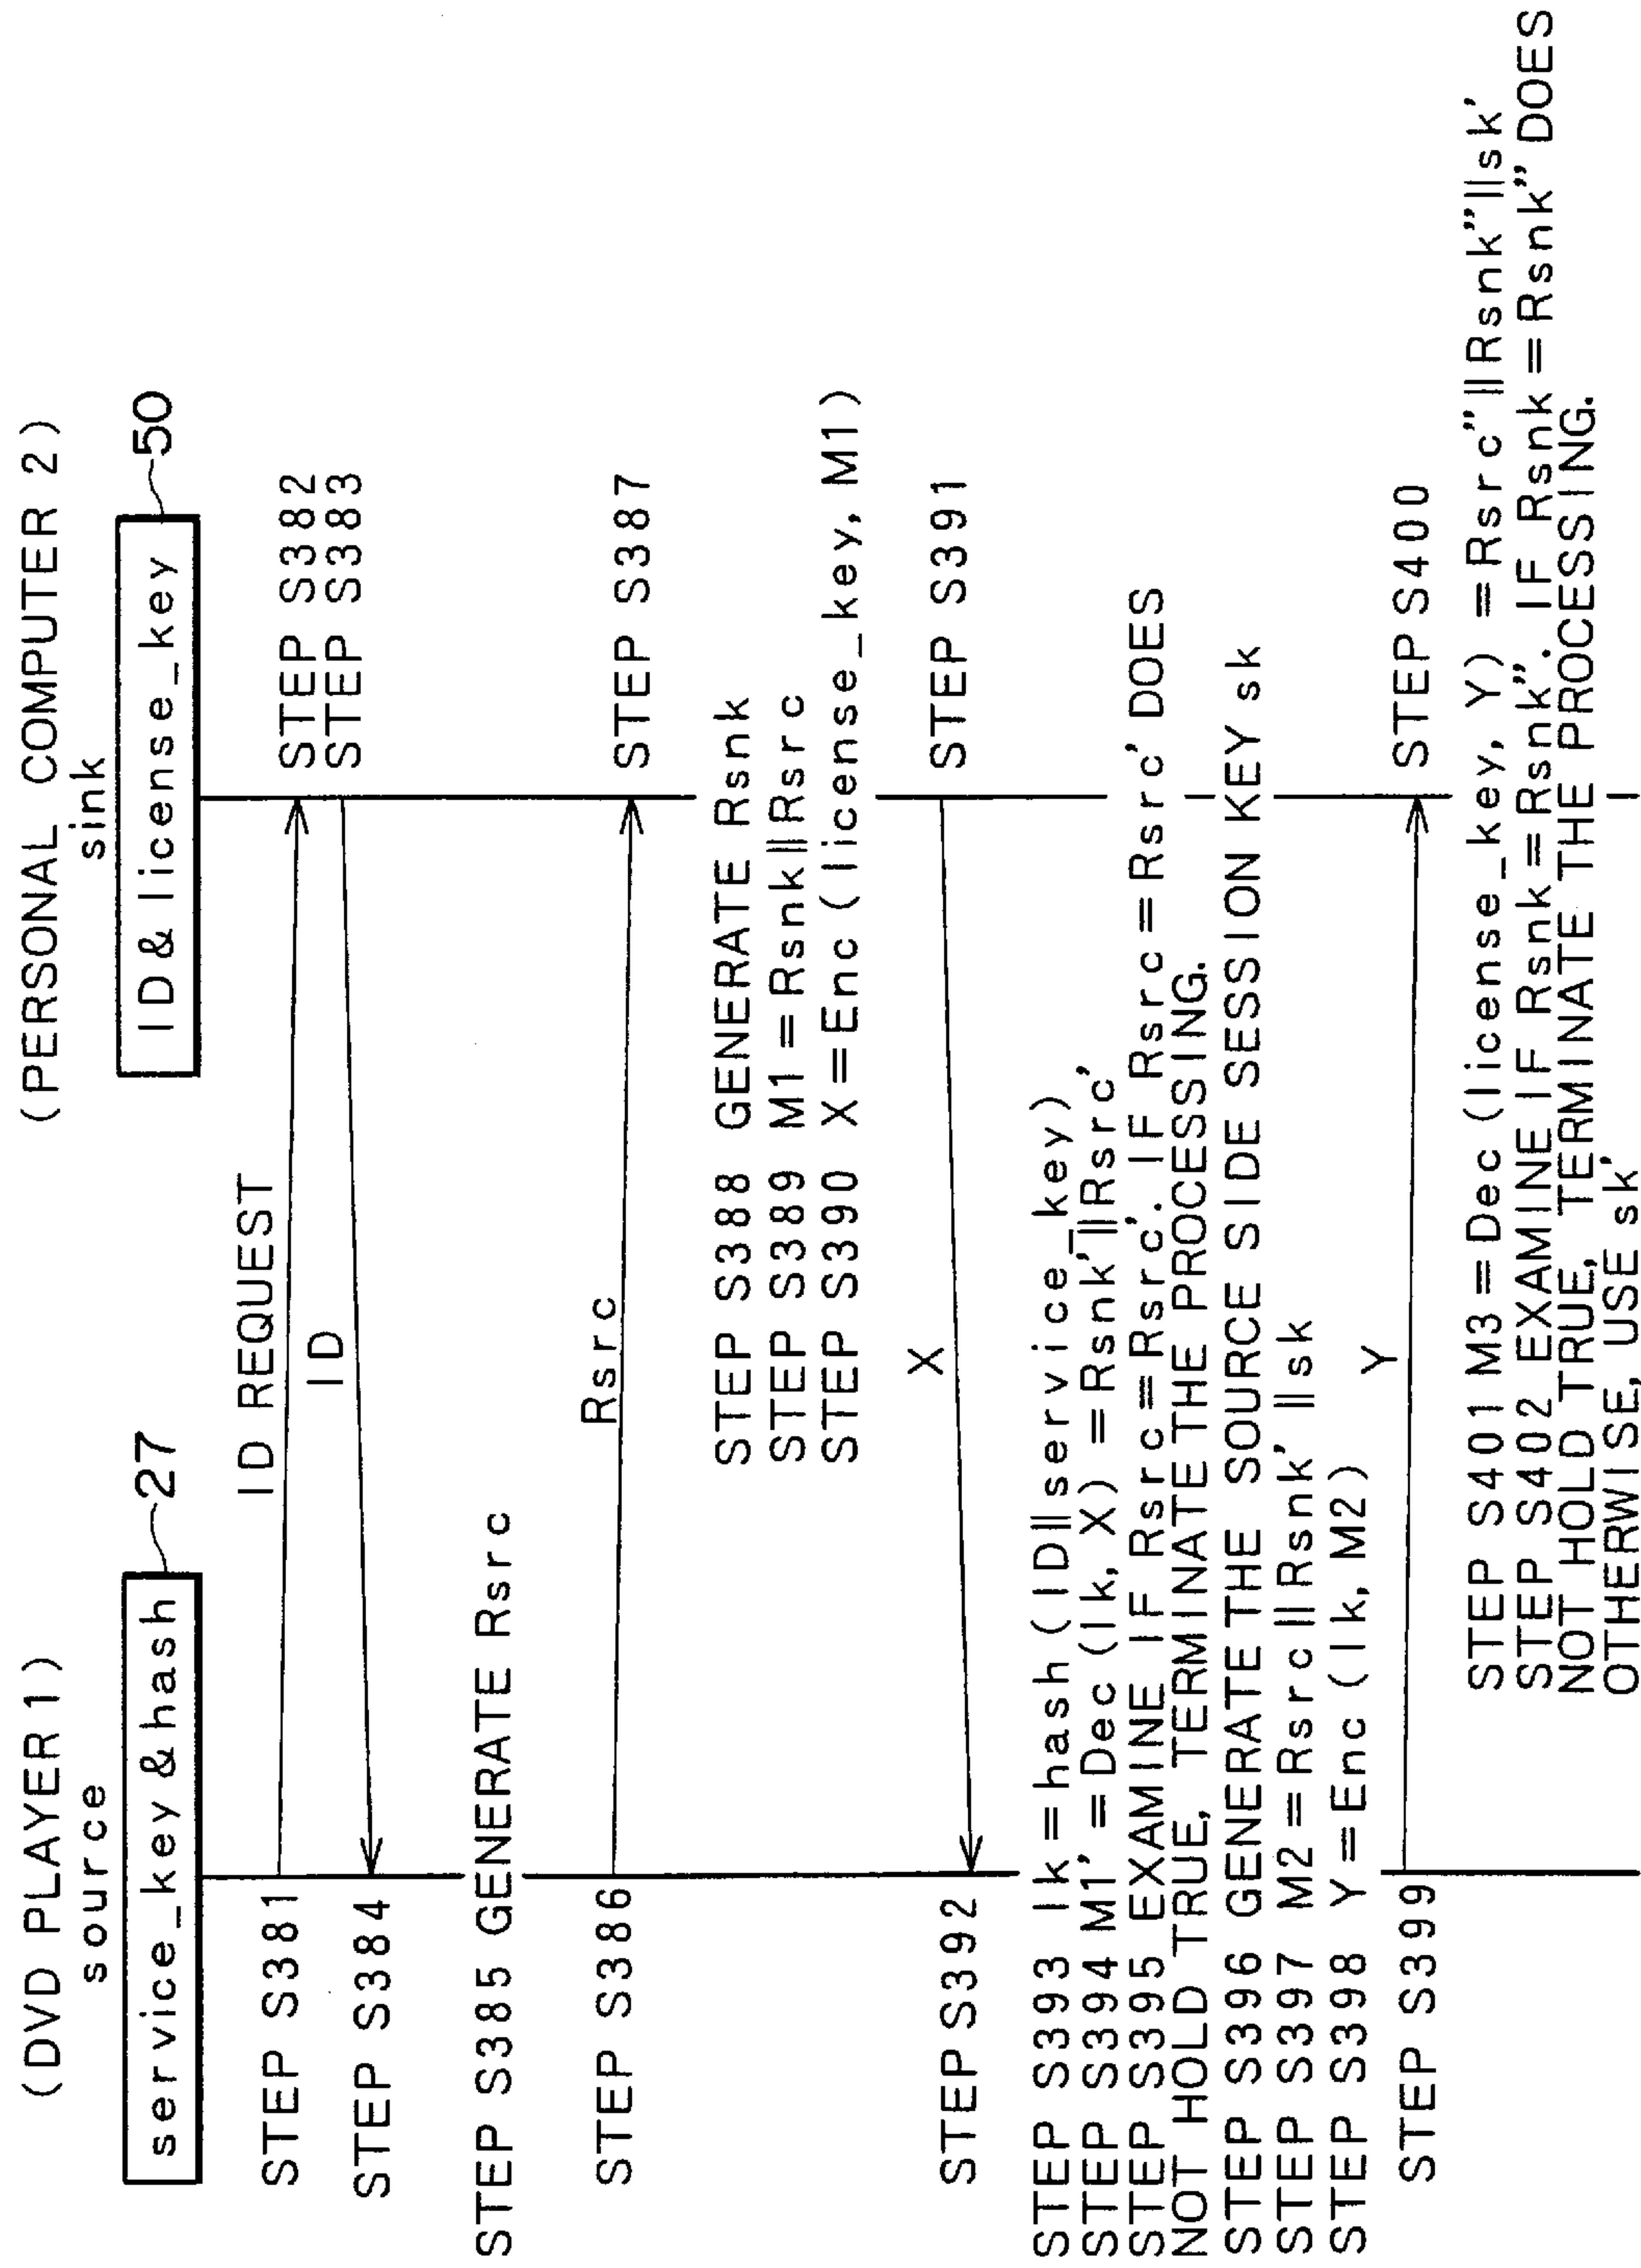 (DVD PLAYER1)
source
(PERSONAL COMPUTER 2)
sink
service_key&hash
27
ID&license_key
50
STEP S381
ID REQUEST
STEP S382
ID
STEP S383
STEP S384
STEP S385 GENERATE Rsrc
STEP S386
Rsrc
STEP S387
STEP S388 GENERATE Rsnk
STEP S389 M1=Rsnk||Rsrc
STEP S390 X=Enc(license_key, M1)
STEP S391
X
STEP S392
STEP S393 lk=hash(ID||service_key)
STEP S394 M1'=Dec(lk, X)=Rsnk'||Rsrc'
STEP S395 EXAMINE IF Rsrc=Rsrc'. IF Rsrc=Rsrc' DOES
NOT HOLD TRUE, TERMINATE THE PROCESSING.
STEP S396 GENERATE THE SOURCE SIDE SESSION KEY sk
STEP S397 M2=Rsrc||Rsnk' ||sk
STEP S398 Y=Enc(lk, M2)
STEP S399
Y
STEP S400
STEP S401 M3=Dec(license_key, Y)=Rsrc"||Rsnk"||sk'
STEP S402 EXAMINE IF Rsnk=Rsnk". IF Rsnk=Rsnk" DOES
NOT HOLD TRUE, TERMINATE THE PROCESSING.
OTHERWISE, USE sk'